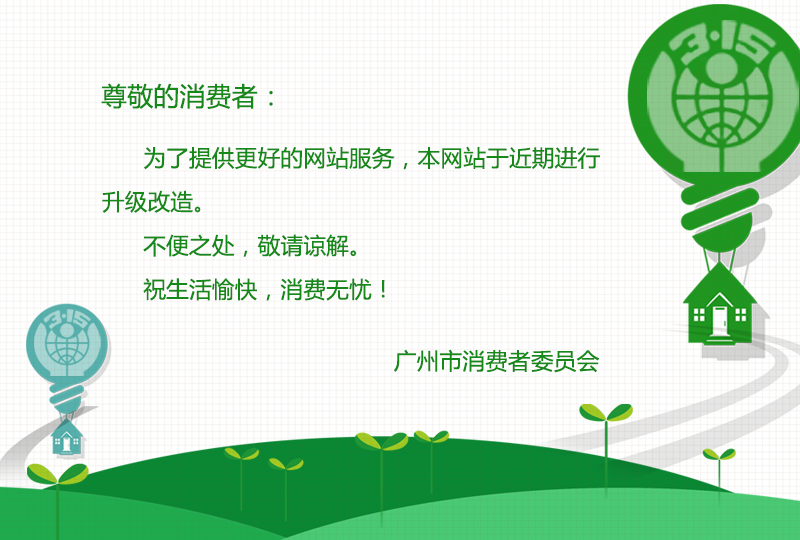 3·15
尊敬的消费者：
为了提供更好的网站服务，本网站于近期进行
升级改造。
不便之处，敬请谅解。
祝生活愉快，消费无忧！
3·15
广州市消费者委员会